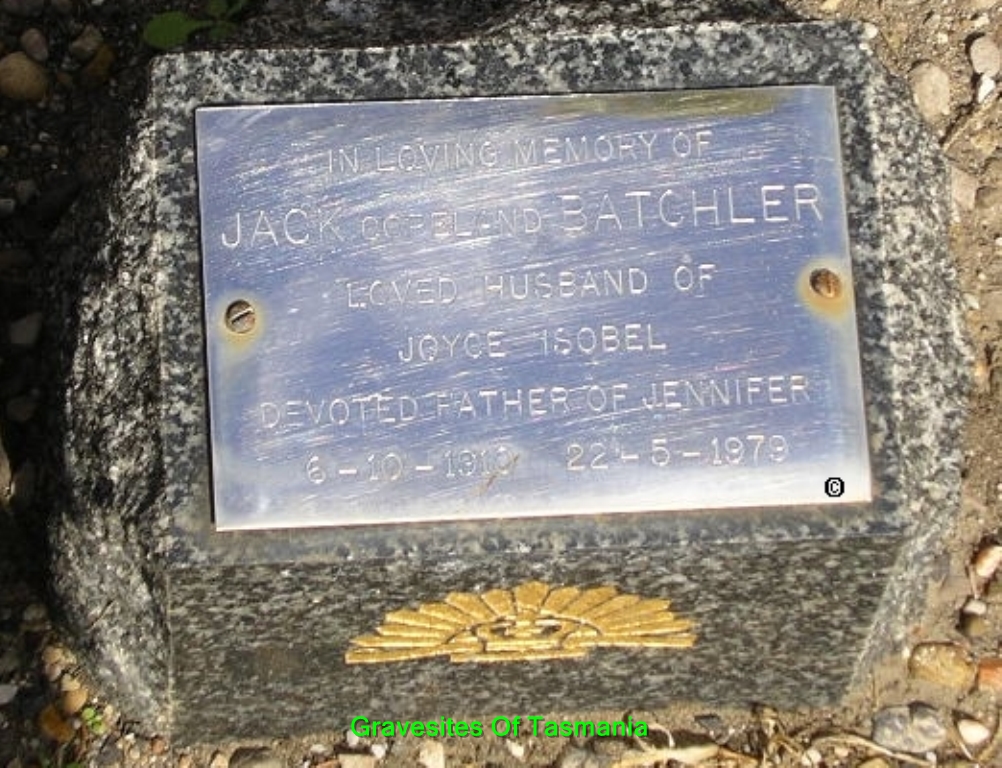 IN LOVING MEMORY OF
JACK COPELAND BATCHLER
LOVED HUSBAND OF
JOYCE ISOBEL
DEVOTED FATHER OF JENNIFER
6-10-1910 22-5-1979
©
Gravesites Of Tasmania